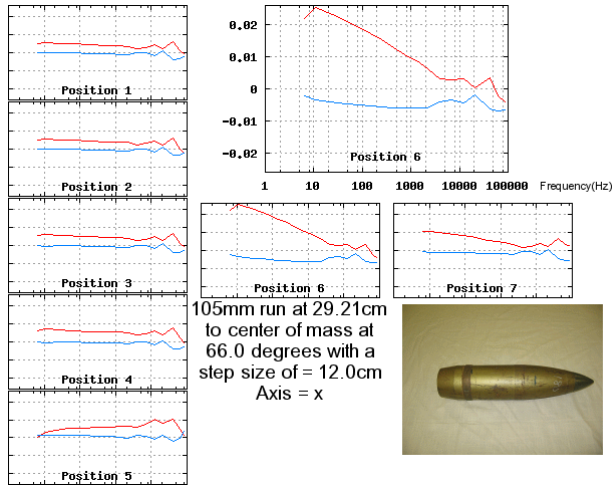 Position 1
Position 2
Position 3
Position 4
Position 5
0.02
0.01
0
-0.01
-0.02
Position 6
1 10 100 1000 10000 100000 Frequency(Hz)
Position 6
Position 7
105mm run at 29.21cm
to center of mass at
66.0 degrees with a
step size of = 12.0cm
Axis = x